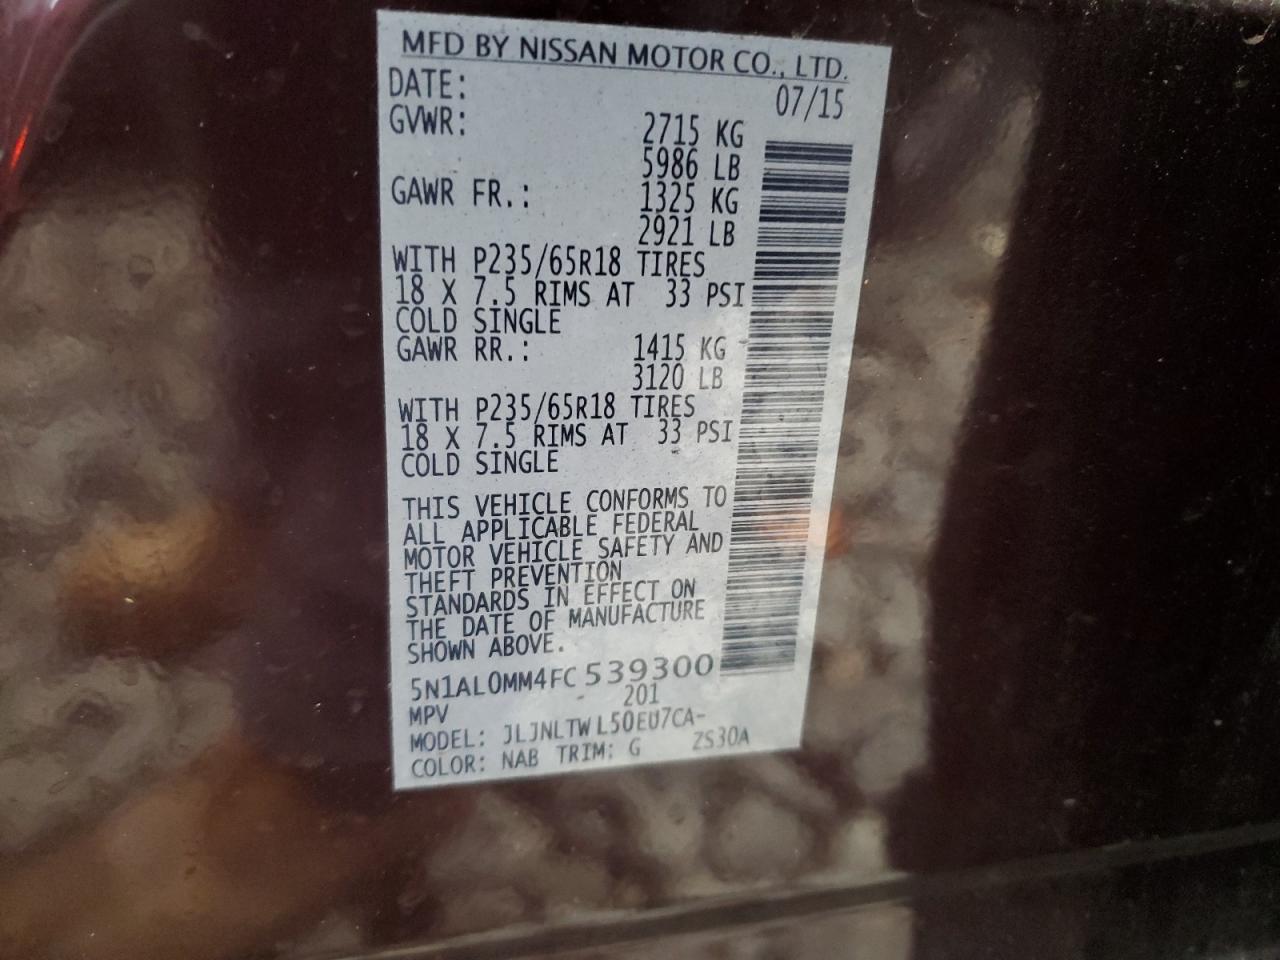 MFD BY NISSAN MOTOR CO., LTD.
DATE: 07/15
GVWR: 2715 KG
5986 LB
GAWR FR.: 1325 KG
2921 LB
WITH P235/65R18 TIRES
18 X 7.5 RIMS AT 33 PSI
COLD SINGLE
GAWR RR.: 1415 KG
3120 LB
WITH P235/65R18 TIRES
18 X 7.5 RIMS AT 33 PSI
COLD SINGLE
THIS VEHICLE CONFORMS TO
ALL APPLICABLE FEDERAL
MOTOR VEHICLE SAFETY AND
THEFT PREVENTION
STANDARDS IN EFFECT ON
THE DATE OF MANUFACTURE
SHOWN ABOVE.
5N1AL0MM4FC539300
MPV 201
MODEL: JLJNLTWL50EU7CA-
COLOR: NAB TRIM: G ZS30A